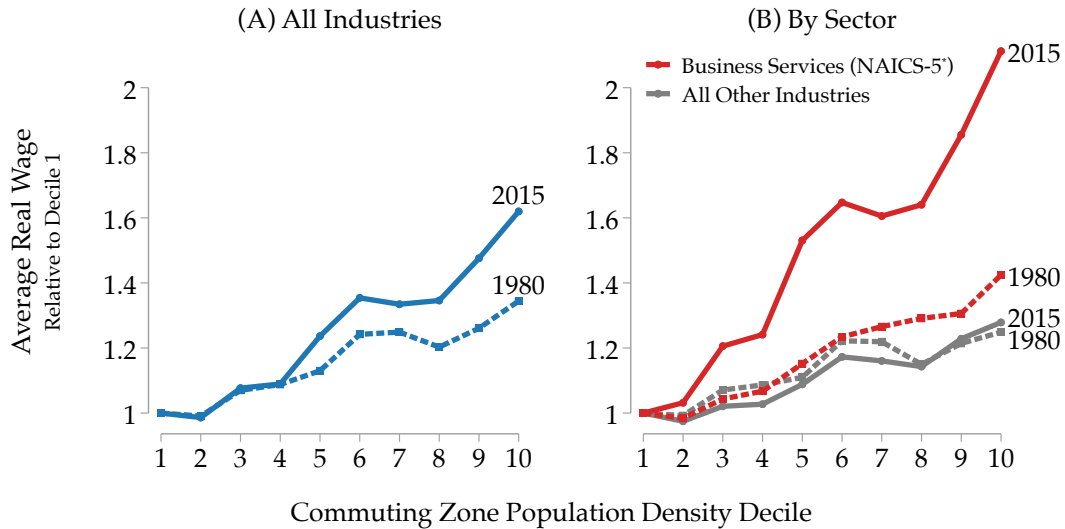 (A) All Industries
(B) By Sector
Average Real Wage
Relative to Decile 1
2
1.8
1.6
1.4
1.2
1
2015
1980
1 2 3 4 5 6 7 8 9 10
Business Services (NAICS-5*)
All Other Industries
2
1.8
1.6
1.4
1.2
1
2015
1980
2015
1980
1 2 3 4 5 6 7 8 9 10
Commuting Zone Population Density Decile